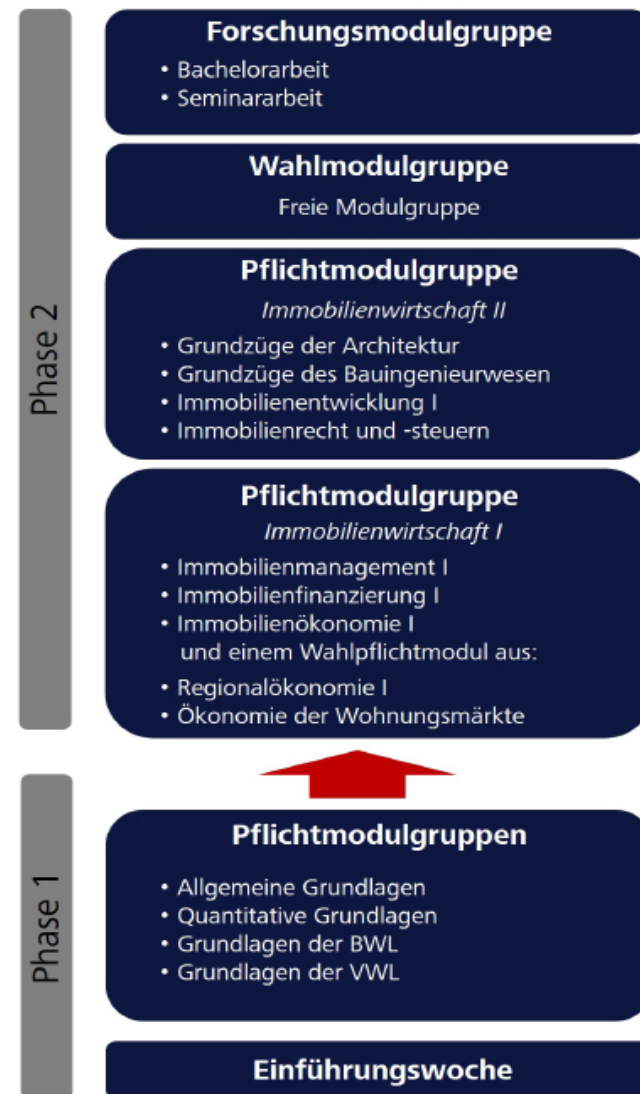 Phase 2
Forschungsmodulgruppe
• Bachelorarbeit
• Seminararbeit
Wahlmodulgruppe
Freie Modulgruppe
Pflichtmodulgruppe
Immobilienwirtschaft II
• Grundzüge der Architektur
• Grundzüge des Bauingenieurwesen
• Immobilienentwicklung I
• Immobilienrecht und -steuern
Pflichtmodulgruppe
Immobilienwirtschaft I
• Immobilienmanagement I
• Immobilienfinanzierung I
• Immobilienökonomie I
und einem Wahlpflichtmodul aus:
• Regionalökonomie I
• Ökonomie der Wohnungsmärkte
Phase 1
Pflichtmodulgruppen
• Allgemeine Grundlagen
• Quantitative Grundlagen
• Grundlagen der BWL
• Grundlagen der VWL
Einführungswoche